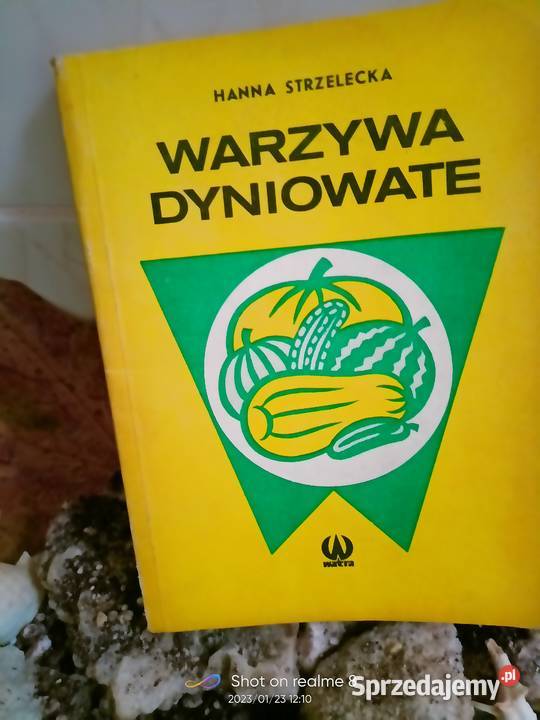 HANNA STRZELECKA
WARZYWA
DYNIOWATE
watra
Shot on realme 8
2023/01/23 12:10
Sprzedajemy.pl